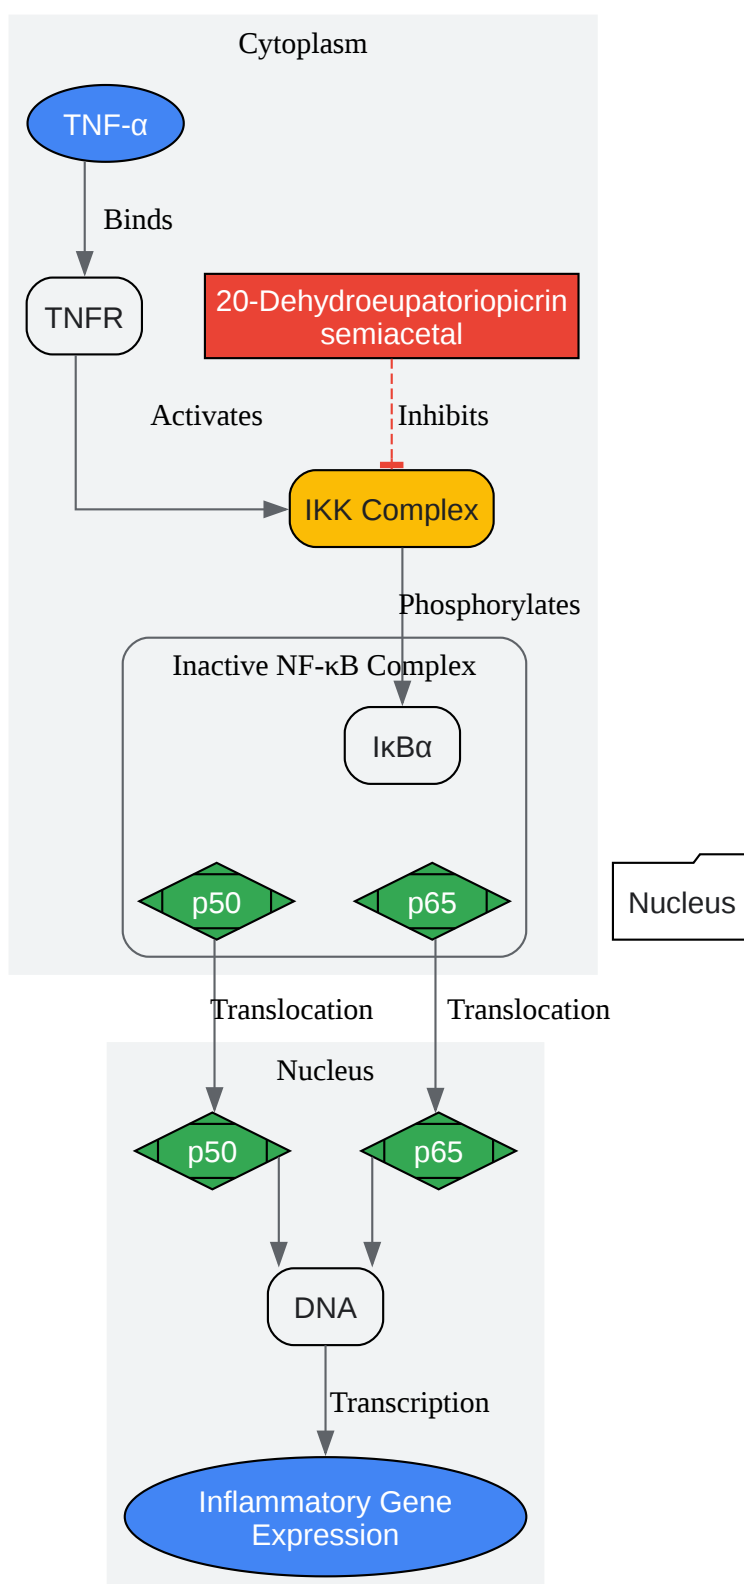 Cytoplasm
TNF-α
Binds
TNFR
20-Dehydroeupatoriopicrin
semiacetal
Activates
Inhibits
IKK Complex
Phosphorylates
Inactive NF-κB Complex
IκBα
p50
p65
Nucleus
Translocation
Translocation
Nucleus
p50
p65
DNA
Transcription
Inflammatory Gene
Expression